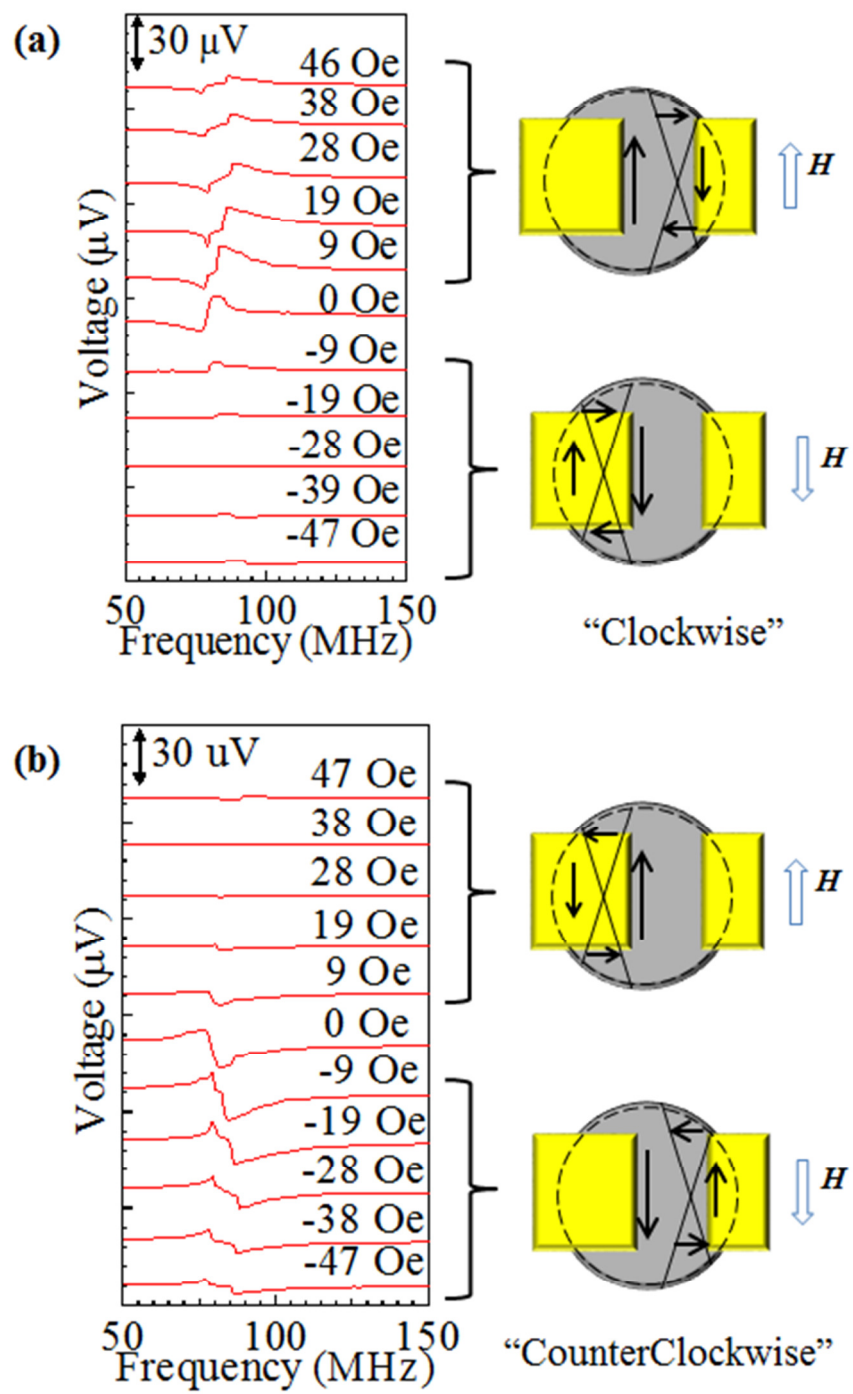 (a)
30 μV
46 Oe
38 Oe
28 Oe
19 Oe
9 Oe
0 Oe
-9 Oe
-19 Oe
-28 Oe
-39 Oe
-47 Oe
Voltage (μV)
50 100 150
Frequency (MHz)
H
H
“Clockwise”
(b)
30 uV
47 Oe
38 Oe
28 Oe
19 Oe
9 Oe
0 Oe
-9 Oe
-19 Oe
-28 Oe
-38 Oe
-47 Oe
Voltage (μV)
50 100 150
Frequency (MHz)
H
H
“CounterClockwise”